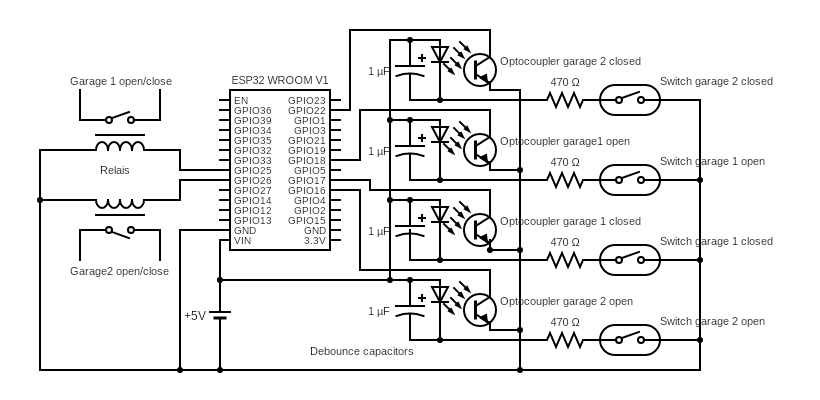 ESP32 WROOM V1
Garage 1 open/close
Relais
Garage2 open/close
EN
GPIO36
GPIO39
GPIO34
GPIO35
GPIO32
GPIO33
GPIO25
GPIO26
GPIO27
GPIO14
GPIO12
GPIO13
GND
VIN
GPIO23
GPIO22
GPIO1
GPIO3
GPIO21
GPIO19
GPIO18
GPIO5
GPIO17
GPIO16
GPIO4
GPIO2
GPIO15
GND
3.3V
+5V
1 µF
Optocoupler garage 2 closed
470 Ω
Switch garage 2 closed
1 µF
Optocoupler garage1 open
470 Ω
Switch garage 1 open
1 µF
Optocoupler garage 1 closed
470 Ω
Switch garage 1 closed
1 µF
Optocoupler garage 2 open
470 Ω
Switch garage 2 open
Debounce capacitors